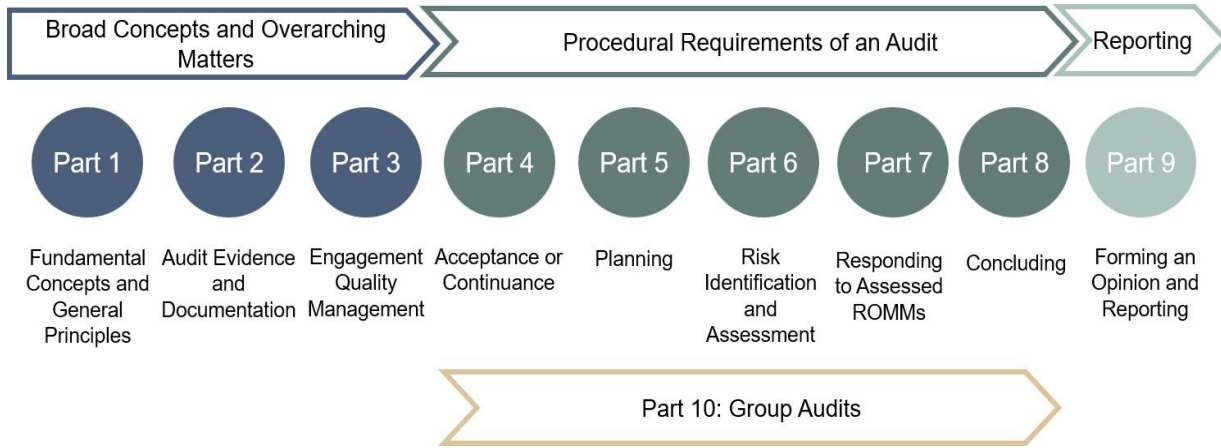 Broad Concepts and Overarching
Matters
Procedural Requirements of an Audit
Reporting
Part 1
Part 2
Part 3
Part 4
Part 5
Part 6
Part 7
Part 8
Part 9
Fundamental
Concepts and
General
Principles
Audit Evidence
and
Documentation
Engagement
Quality
Management
Acceptance or
Continuance
Planning
Risk
Identification
and
Assessment
Responding
to Assessed
ROMMs
Concluding
Forming an
Opinion and
Reporting
Part 10: Group Audits